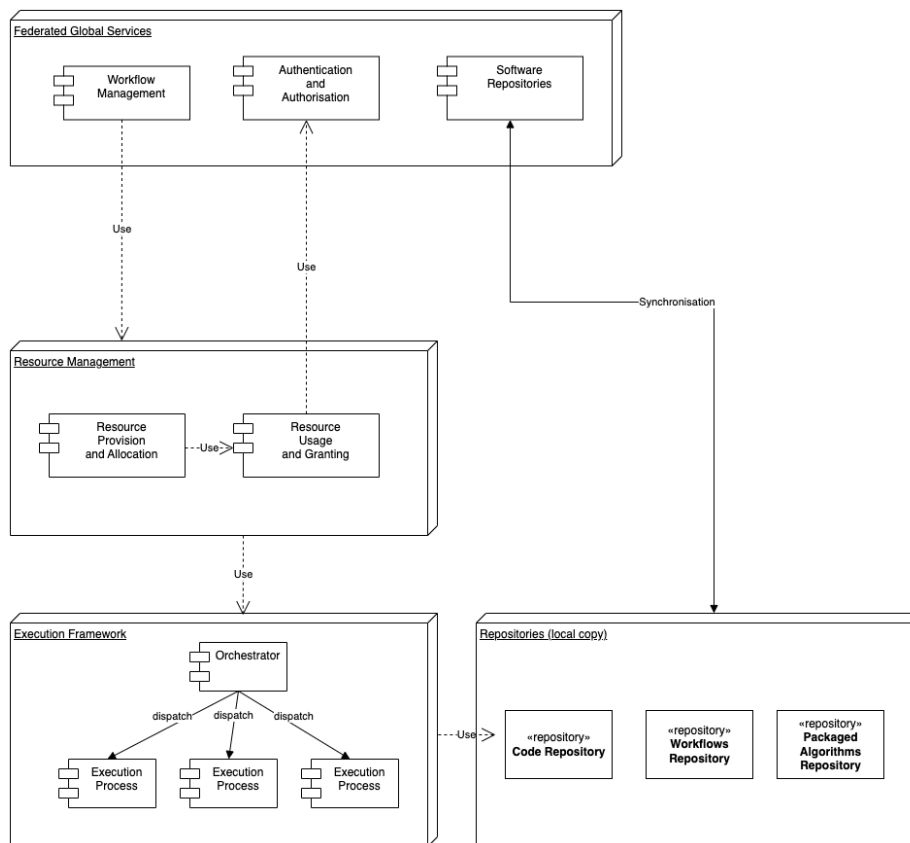 Federated Global Services
Workflow
Management
Authentication
and
Authorisation
Software
Repositories
Use
Use
Synchronisation
Resource Management
Resource
Provision
and Allocation
Use
Resource
Usage
and Granting
Use
Execution Framework
Orchestrator
dispatch
dispatch
dispatch
Execution
Process
Execution
Process
Execution
Process
Use
Repositories (local copy)
«repository»
Code Repository
«repository»
Workflows
Repository
«repository»
Packaged
Algorithms
Repository